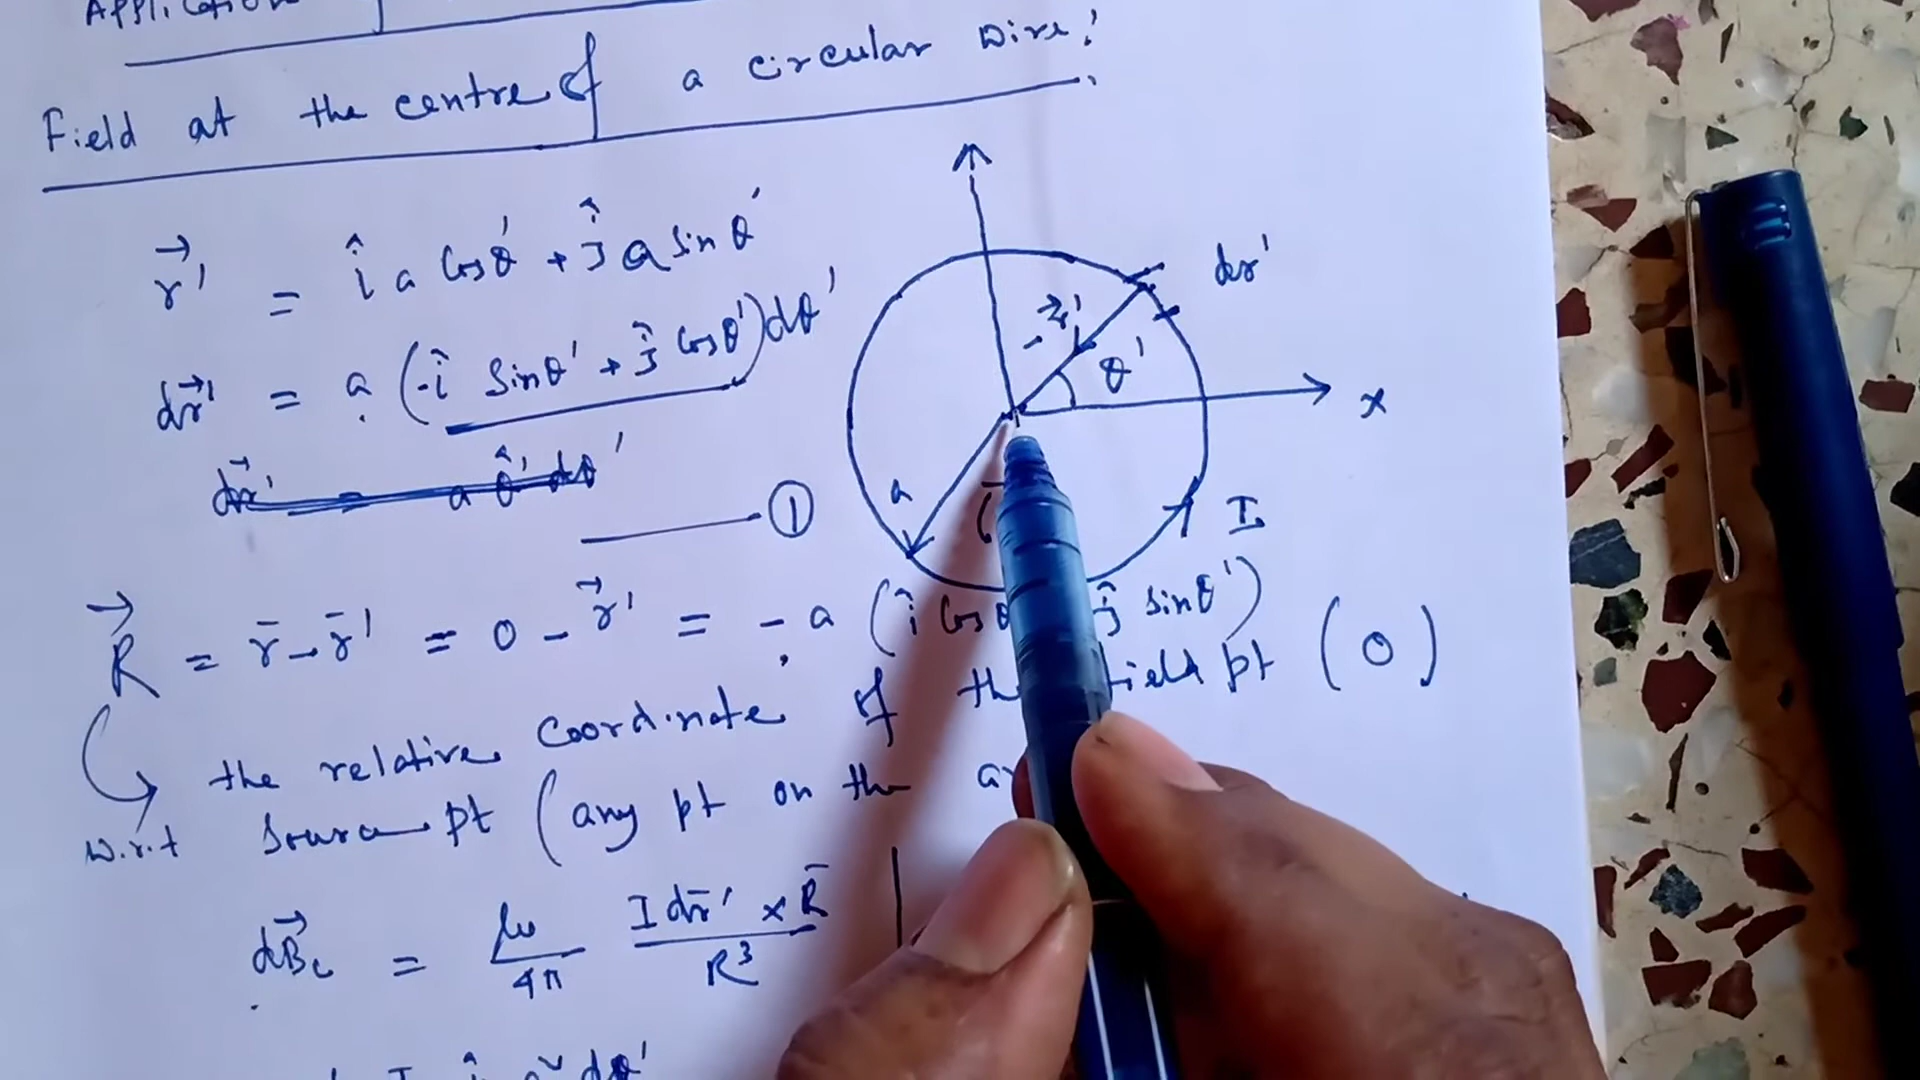 Application
Field at the centre of a circular wire:
r⃗' = î a cosθ' + ĵ a sinθ'
dr⃗' = a (-î sinθ' + ĵ cosθ')dθ'
dr⃗' = a θ̂' dθ'
①
dr'
-r⃗'
θ'
x
a
I
R⃗ = r̄ - r̄' = 0 - r⃗' = - a (î cosθ' ĵ sinθ')
the relative coordinate of the field pt (0)
w.r.t source pt (any pt on the
dB⃗c = μ₀/4π I dr̄' × R̄/R³
I dθ'